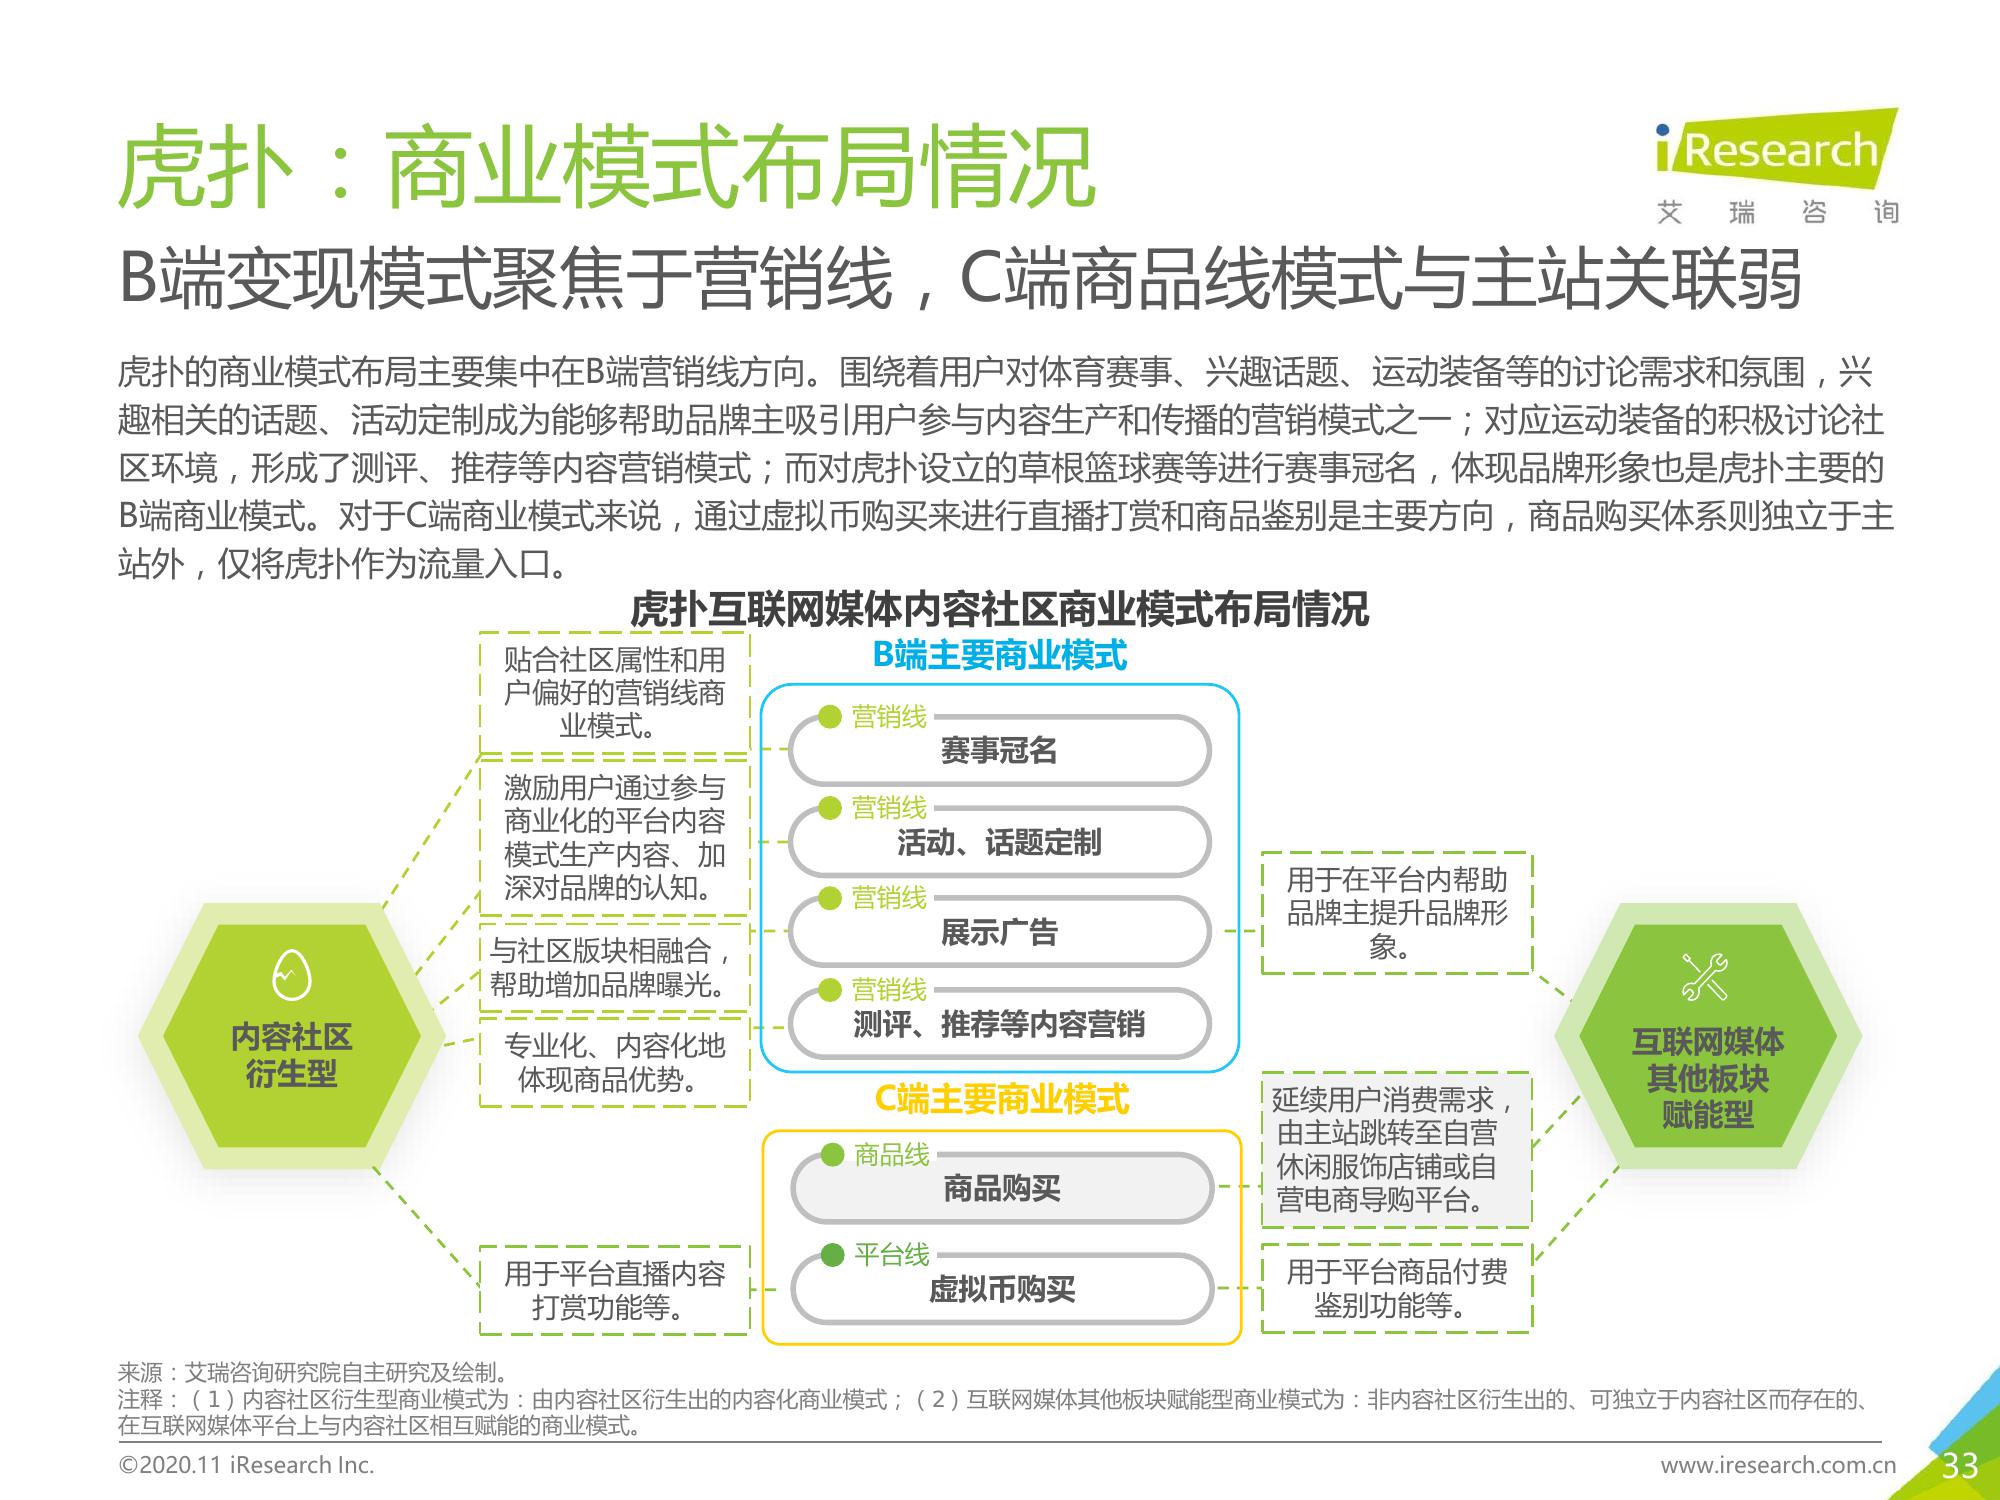 虎扑：商业模式布局情况
iResearch
艾瑞咨询
B端变现模式聚焦于营销线，C端商品线模式与主站关联弱
虎扑的商业模式布局主要集中在B端营销线方向。围绕着用户对体育赛事、兴趣话题、运动装备等的讨论需求和氛围，兴
趣相关的话题、活动定制成为能够帮助品牌主吸引用户参与内容生产和传播的营销模式之一；对应运动装备的积极讨论社
区环境，形成了测评、推荐等内容营销模式；而对虎扑设立的草根篮球赛等进行赛事冠名，体现品牌形象也是虎扑主要的
B端商业模式。对于C端商业模式来说，通过虚拟币购买来进行直播打赏和商品鉴别是主要方向，商品购买体系则独立于主
站外，仅将虎扑作为流量入口。
虎扑互联网媒体内容社区商业模式布局情况
贴合社区属性和用
户偏好的营销线商
业模式。
激励用户通过参与
商业化的平台内容
模式生产内容、加
深对品牌的认知。
与社区版块相融合，
帮助增加品牌曝光。
专业化、内容化地
体现商品优势。
内容社区
衍生型
用于平台直播内容
打赏功能等。
B端主要商业模式
营销线
赛事冠名
营销线
活动、话题定制
营销线
展示广告
营销线
测评、推荐等内容营销
C端主要商业模式
商品线
商品购买
平台线
虚拟币购买
用于在平台内帮助
品牌主提升品牌形
象。
延续用户消费需求，
由主站跳转至自营
休闲服饰店铺或自
营电商导购平台。
用于平台商品付费
鉴别功能等。
互联网媒体
其他板块
赋能型
来源：艾瑞咨询研究院自主研究及绘制。
注释：（1）内容社区衍生型商业模式为：由内容社区衍生出的内容化商业模式；（2）互联网媒体其他板块赋能型商业模式为：非内容社区衍生出的、可独立于内容社区而存在的、
在互联网媒体平台上与内容社区相互赋能的商业模式。
©2020.11 iResearch Inc.
www.iresearch.com.cn
33